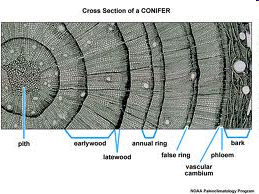 Cross Section of a CONIFER
pith
earlywood
latewood
annual ring
false ring
vascular
cambium
phloem
bark
NOAA Paleoclimatology Program